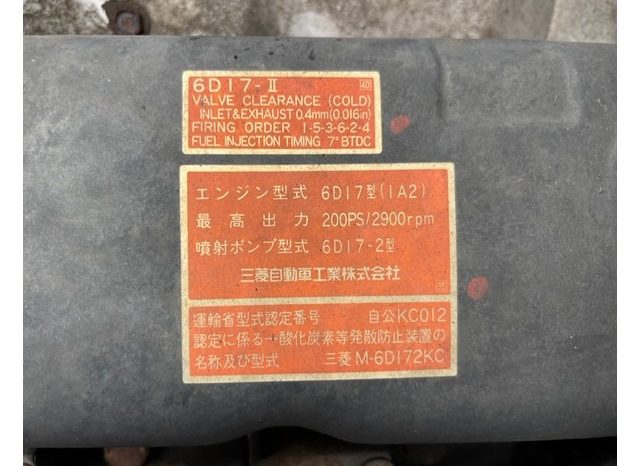 6D17-II
VALVE CLEARANCE (COLD)
INLET&EXHAUST 0.4mm(0.016in)
FIRING ORDER 1-5-3-6-2-4
FUEL INJECTION TIMING 7°BTDC
エンジン型式 6D17型(1A2)
最高出力 200PS/2900rpm
噴射ポンプ型式 6D17-2型
三菱自動車工業株式会社
運輸省型式認定番号 自公KC012
認定に係る一酸化炭素等発散防止装置の
名称及び型式 三菱M-6D172KC